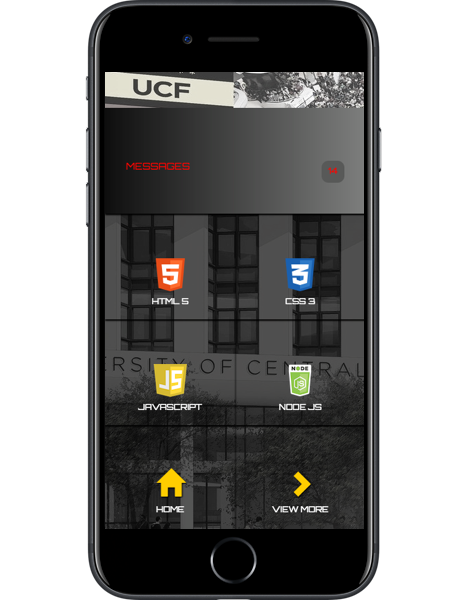 UCF
MESSAGES
5
3
HTML 5
CSS 3
ERSITY OF CENTRAL
JS
NODE
JS
JAVASCRIPT
NODE JS
HOME
VIEW MORE